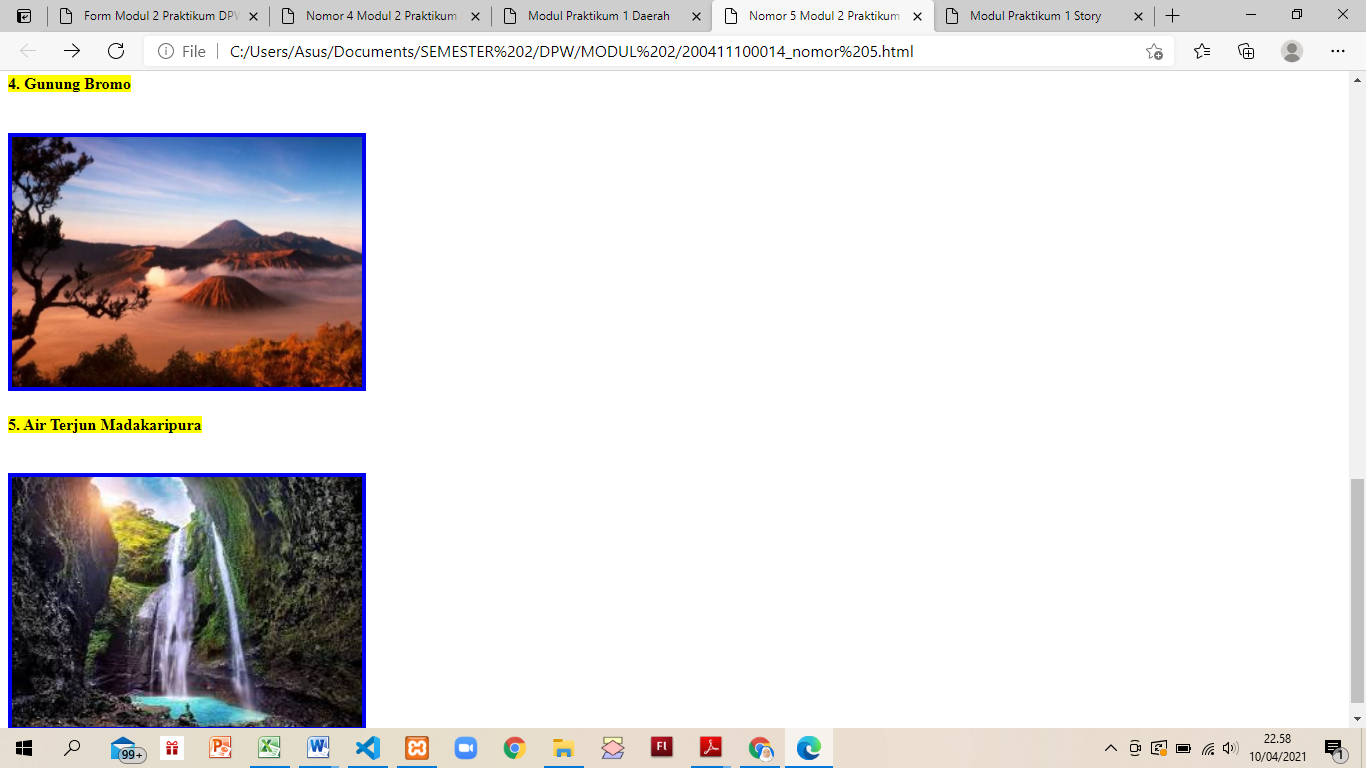 Form Modul 2 Praktikum DPW
Nomor 4 Modul 2 Praktikum
Modul Praktikum 1 Daerah
Nomor 5 Modul 2 Praktikum
Modul Praktikum 1 Story
File
C:/Users/Asus/Documents/SEMESTER%202/DPW/MODUL%202/200411100014_nomor%205.html
4. Gunung Bromo
5. Air Terjun Madakaripura
99+
Fl
22.58
10/04/2021
1